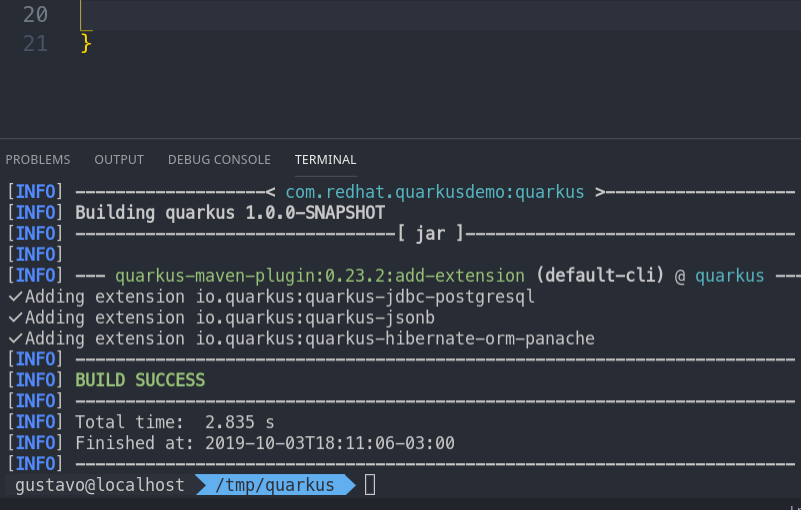 20
21 }
PROBLEMS OUTPUT DEBUG CONSOLE TERMINAL
[INFO] -------------------< com.redhat.quarkusdemo:quarkus >-------------------
[INFO] Building quarkus 1.0.0-SNAPSHOT
[INFO] --------------------------------[ jar ]---------------------------------
[INFO]
[INFO] --- quarkus-maven-plugin:0.23.2:add-extension (default-cli) @ quarkus ---
✓Adding extension io.quarkus:quarkus-jdbc-postgresql
✓Adding extension io.quarkus:quarkus-jsonb
✓Adding extension io.quarkus:quarkus-hibernate-orm-panache
[INFO] ------------------------------------------------------------------------
[INFO] BUILD SUCCESS
[INFO] ------------------------------------------------------------------------
[INFO] Total time:  2.835 s
[INFO] Finished at: 2019-10-03T18:11:06-03:00
[INFO] ------------------------------------------------------------------------
gustavo@localhost /tmp/quarkus